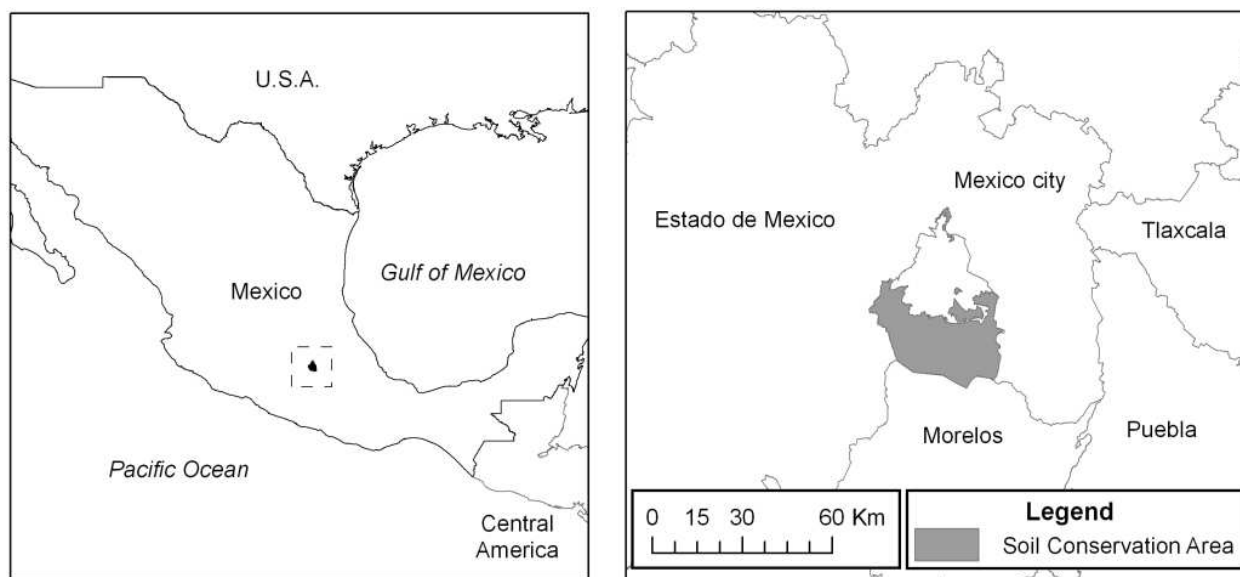 U.S.A.
Gulf of Mexico
Mexico
Pacific Ocean
Central
America
Mexico city
Estado de Mexico
Tlaxcala
Morelos
Puebla
0 15 30 60 Km
Legend
Soil Conservation Area